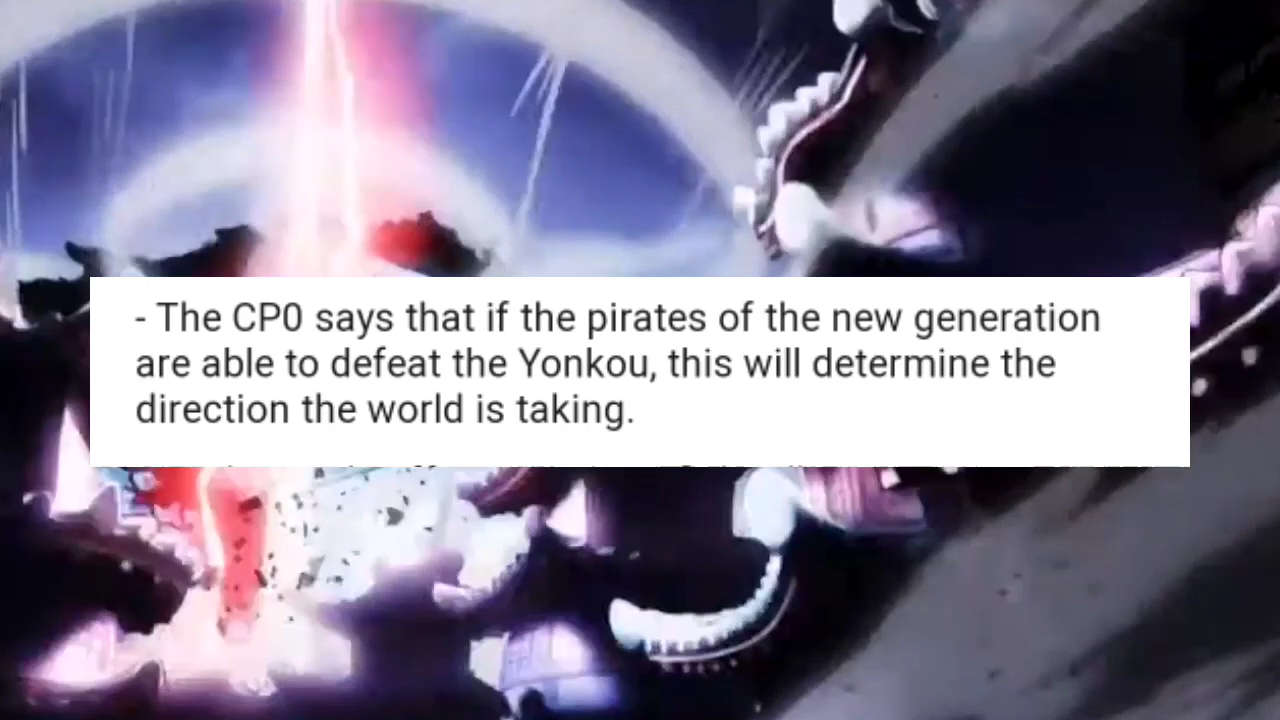 - The CP0 says that if the pirates of the new generation
are able to defeat the Yonkou, this will determine the
direction the world is taking.